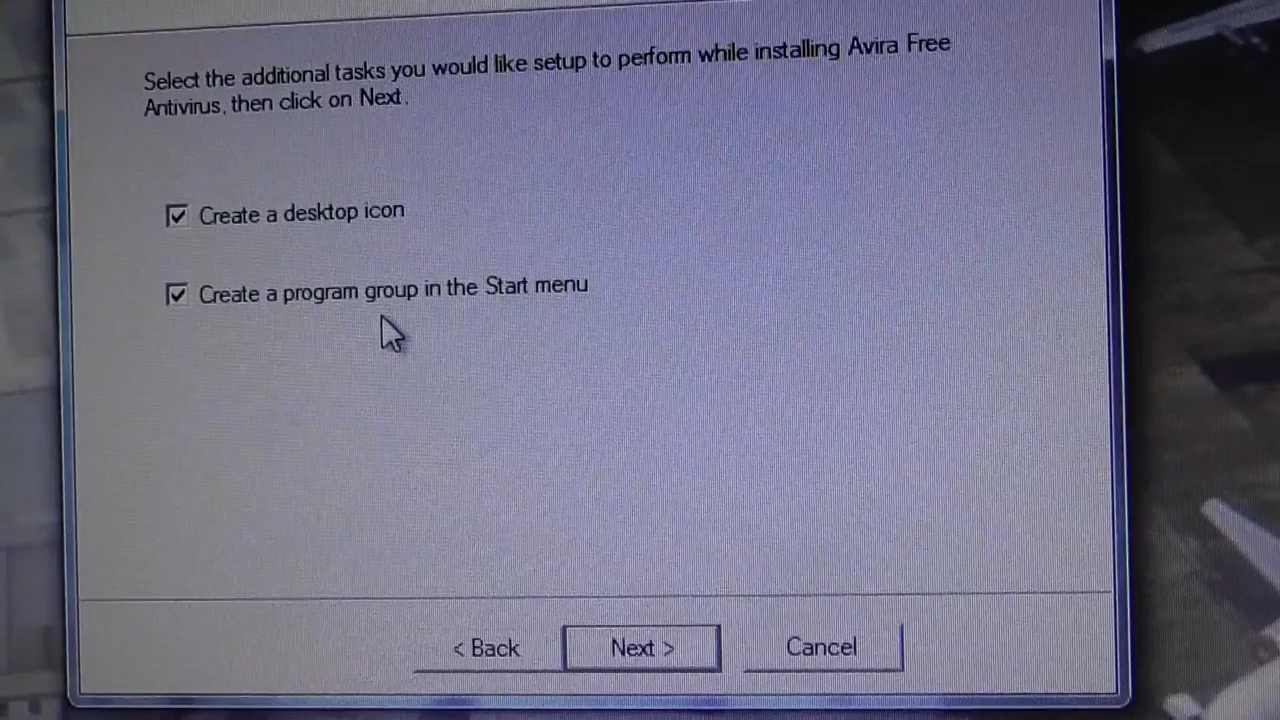 Select the additional tasks you would like setup to perform while installing Avira Free
Antivirus, then click on Next.
Create a desktop icon
Create a program group in the Start menu
< Back
Next >
Cancel